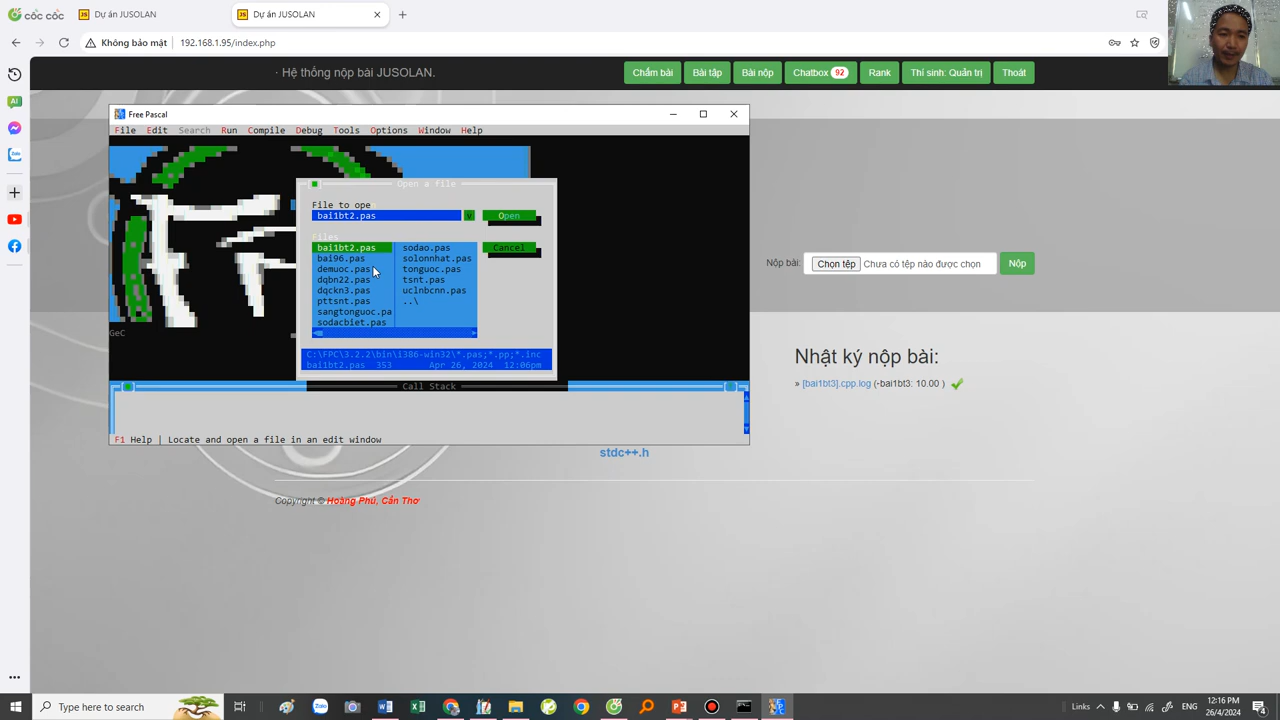 cốc cốc
Dự án JUSOLAN
Dự án JUSOLAN
Không bảo mật
192.168.1.95/index.php
· Hệ thống nộp bài JUSOLAN.
Chấm bài
Bài tập
Bài nộp
Chatbox 92
Rank
Thí sinh: Quản trị
Thoát
Free Pascal
File Edit Search Run Compile Debug Tools Options Window Help
Open a file
File to open
bai1bt2.pas
Open
Files
bai1bt2.pas sodao.pas
Cancel
bai96.pas solonnhat.pas
demuoc.pas tonguoc.pas
dqbn22.pas tsnt.pas
dqckn3.pas uclnbcnn.pas
pttsnt.pas ..\
sangtonguoc.pa
sodacbiet.pas
C:\FPC\3.2.2\bin\i386-win32\*.pas;*.pp;*.inc
bai1bt2.pas 353 Apr 26, 2024 12:06pm
GeC
Call Stack
F1 Help | Locate and open a file in an edit window
Nộp bài:
Chọn tệp
Chưa có tệp nào được chọn
Nộp
Nhật ký nộp bài:
» [bai1bt3].cpp.log (-bai1bt3: 10.00 )
stdc++.h
Copyright © Hoàng Phú, Cần Thơ
Type here to search
Links
12:16 PM
26/4/2024
4